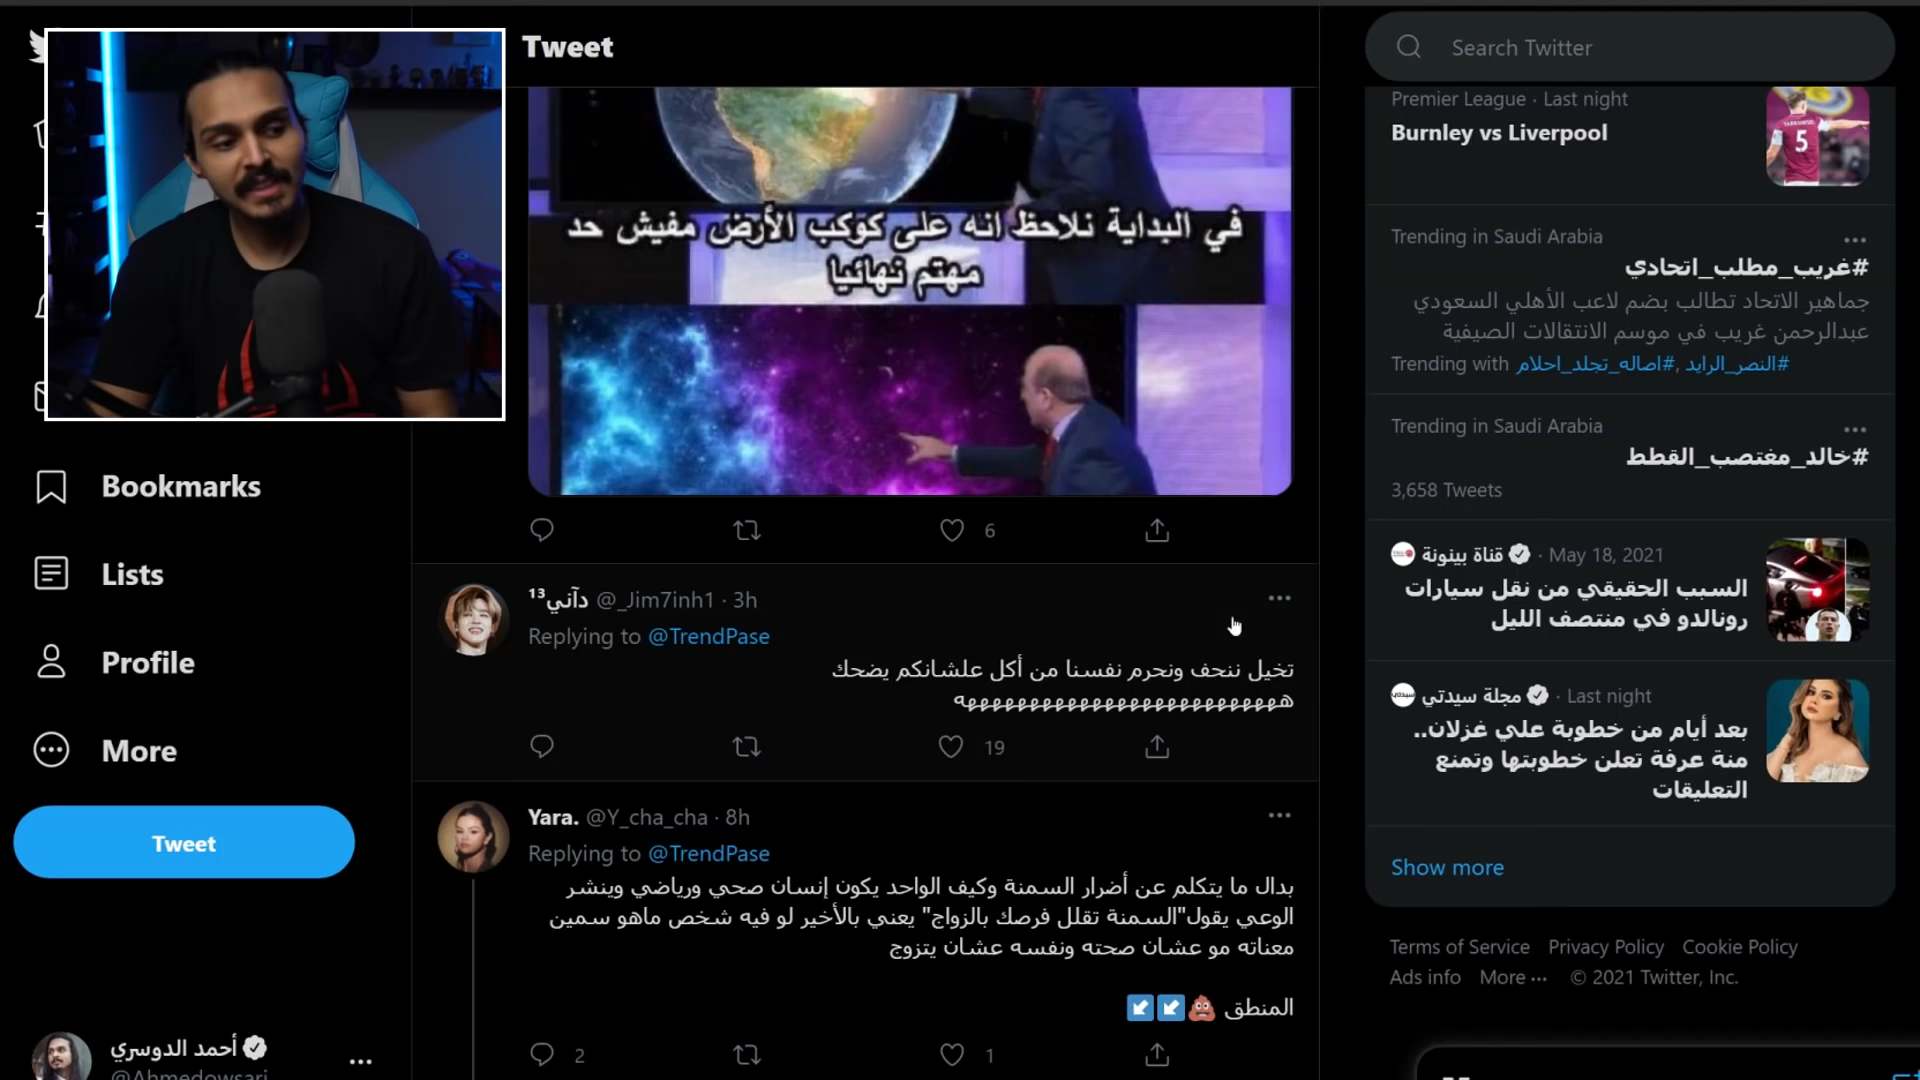 Tweet
Search Twitter
Premier League · Last night
Burnley vs Liverpool
5
Trending in Saudi Arabia
#غريب_مطلب_اتحادي
جماهير الاتحاد تطالب بضم لاعب الأهلي السعودي
عبدالرحمن غريب في موسم الانتقالات الصيفية
Trending with #النصر_الرايد, #اصاله_تجلد_احلام
Trending in Saudi Arabia
#خالد_مغتصب_القطط
3,658 Tweets
قناة بينونة · May 18, 2021
السبب الحقيقي من نقل سيارات
رونالدو في منتصف الليل
مجلة سيدتي · Last night
بعد أيام من خطوبة علي غزلان..
منة عرفة تعلن خطوبتها وتمنع
التعليقات
Show more
Terms of Service Privacy Policy Cookie Policy
Ads info More ··· © 2021 Twitter, Inc.
في البداية نلاحظ انه على كوكب الأرض مفيش حد
مهتم نهائيا
6
دآني¹³ @_Jim7inh1 · 3h
Replying to @TrendPase
تخيل ننحف ونحرم نفسنا من أكل علشانكم يضحك
19
Yara. @Y_cha_cha · 8h
Replying to @TrendPase
بدال ما يتكلم عن أضرار السمنة وكيف الواحد يكون إنسان صحي ورياضي وينشر
الوعي يقول"السمنة تقلل فرصك بالزواج" يعني بالأخير لو فيه شخص ماهو سمين
معناته مو عشان صحته ونفسه عشان يتزوج
المنطق 💩↙️↙️
2
1
Bookmarks
Lists
Profile
More
Tweet
أحمد الدوسري
@Ahmedowsari